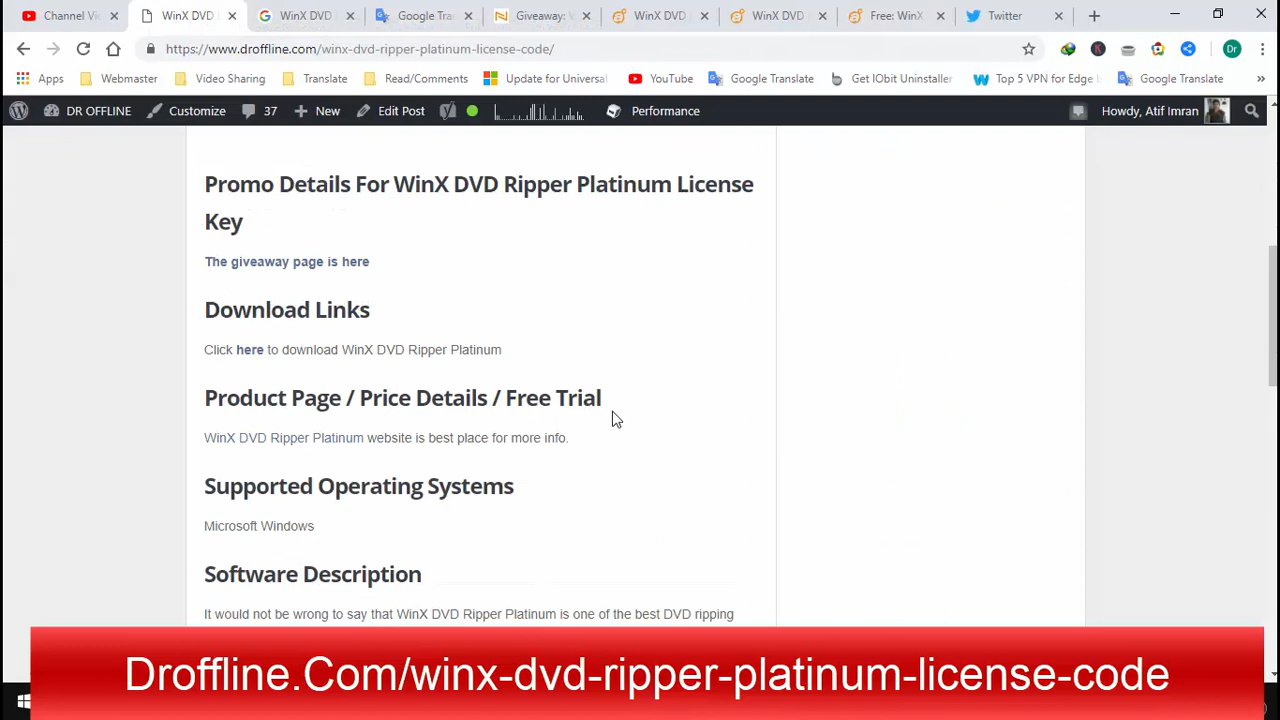 Channel Vi
WinX DVD
WinX DVD
Google Tra
Giveaway: W
WinX DVD
WinX DVD
Free: WinX
Twitter
https://www.droffline.com/winx-dvd-ripper-platinum-license-code/
Dr
Apps
Webmaster
Video Sharing
Translate
Read/Comments
Update for Universal
YouTube
Google Translate
Get IObit Uninstaller
Top 5 VPN for Edge
Google Translate
DR OFFLINE
Customize
37
New
Edit Post
Performance
Howdy, Atif Imran
Promo Details For WinX DVD Ripper Platinum License
Key
The giveaway page is here
Download Links
Click here to download WinX DVD Ripper Platinum
Product Page / Price Details / Free Trial
WinX DVD Ripper Platinum website is best place for more info.
Supported Operating Systems
Microsoft Windows
Software Description
It would not be wrong to say that WinX DVD Ripper Platinum is one of the best DVD ripping
Droffline.Com/winx-dvd-ripper-platinum-license-code